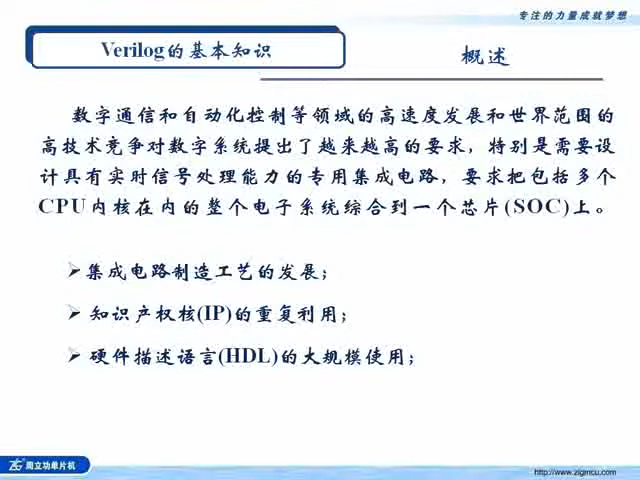 专注的力量成就梦想
Verilog的基本知识
概述
数字通信和自动化控制等领域的高速度发展和世界范围的
高技术竞争对数字系统提出了越来越高的要求，特别是需要设
计具有实时信号处理能力的专用集成电路，要求把包括多个
CPU内核在内的整个电子系统综合到一个芯片(SOC)上。
➢集成电路制造工艺的发展；
➢ 知识产权核(IP)的重复利用；
➢ 硬件描述语言(HDL)的大规模使用；
ZLG 周立功单片机
http://www.zlgmcu.com